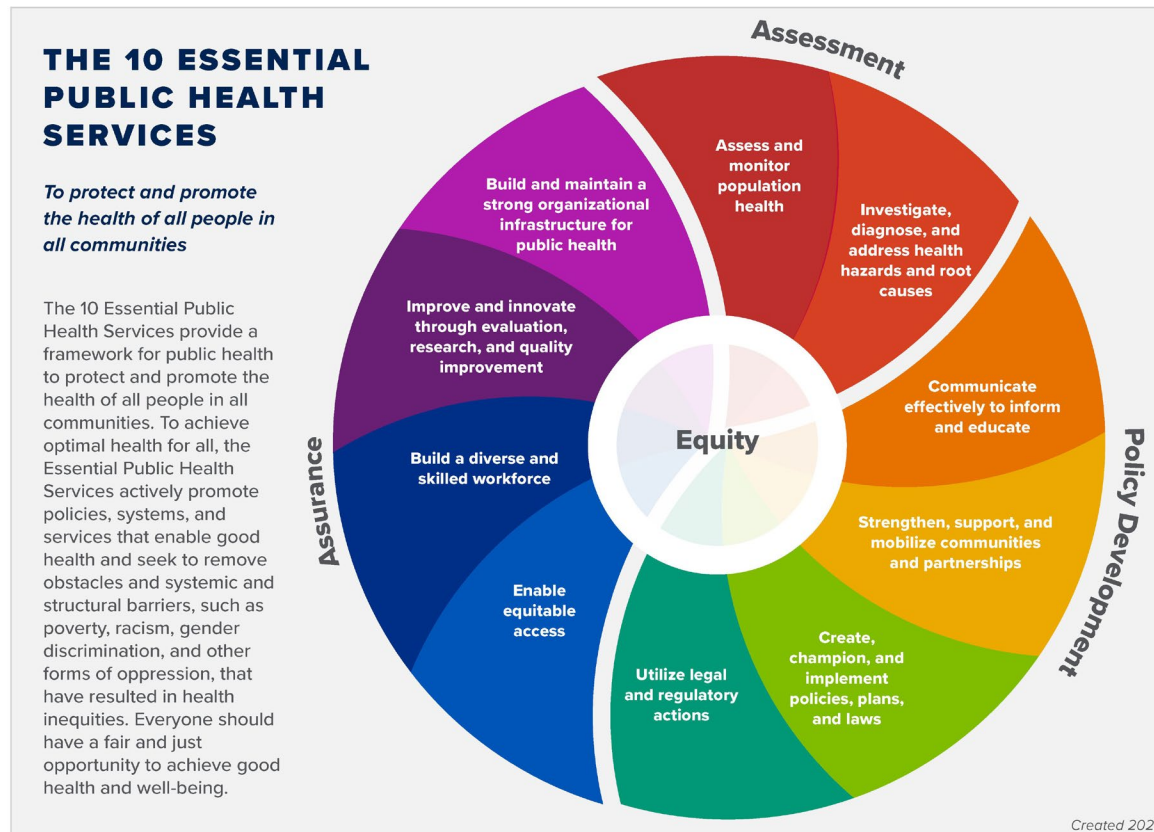 THE 10 ESSENTIAL
PUBLIC HEALTH
SERVICES
To protect and promote
the health of all people in
all communities
The 10 Essential Public
Health Services provide a
framework for public health
to protect and promote the
health of all people in all
communities. To achieve
optimal health for all, the
Essential Public Health
Services actively promote
policies, systems, and
services that enable good
health and seek to remove
obstacles and systemic and
structural barriers, such as
poverty, racism, gender
discrimination, and other
forms of oppression, that
have resulted in health
inequities. Everyone should
have a fair and just
opportunity to achieve good
health and well-being.
Assessment
Assess and
monitor
population
health
Investigate,
diagnose, and
address health
hazards and root
causes
Policy Development
Communicate
effectively to inform
and educate
Strengthen, support, and
mobilize communities
and partnerships
Create,
champion, and
implement
policies, plans,
and laws
Utilize legal
and regulatory
actions
Assurance
Enable
equitable
access
Build a diverse and
skilled workforce
Improve and innovate
through evaluation,
research, and quality
improvement
Build and maintain a
strong organizational
infrastructure for
public health
Equity
Created 202